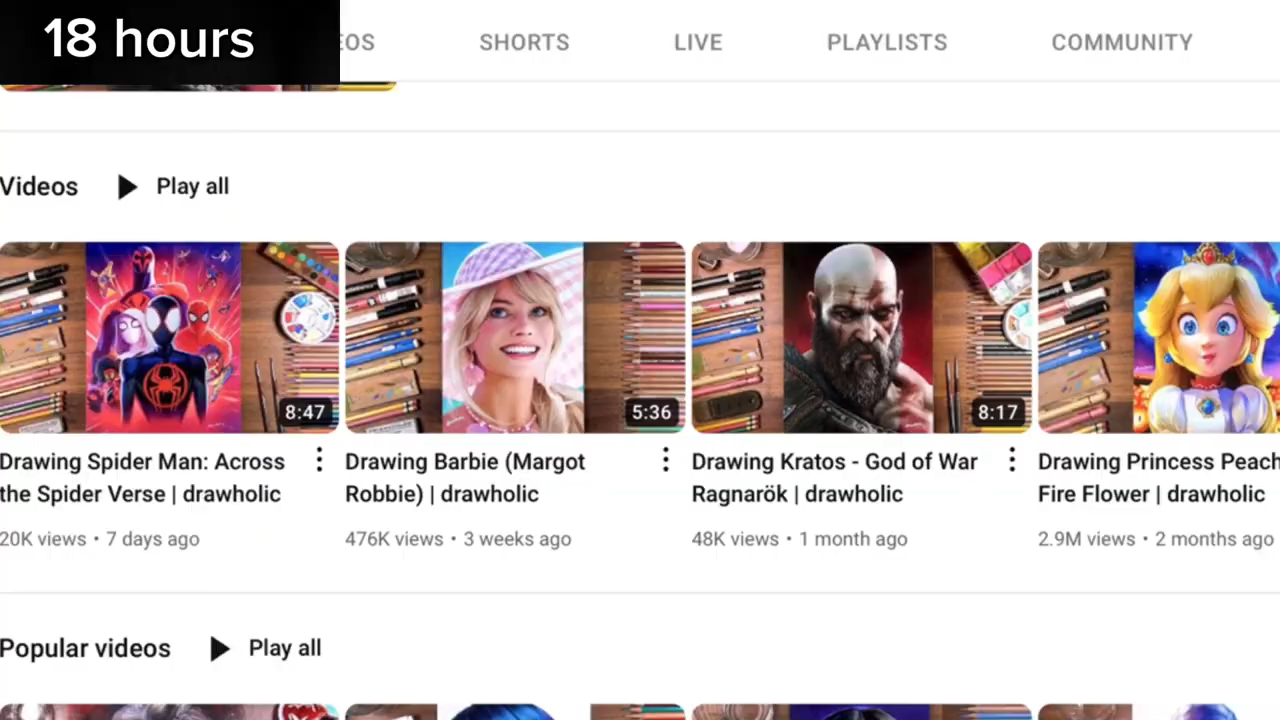 18 hours
EOS SHORTS LIVE PLAYLISTS COMMUNITY
Videos Play all
8:47 5:36 8:17
Drawing Spider Man: Across
the Spider Verse | drawholic
20K views • 7 days ago
Drawing Barbie (Margot
Robbie) | drawholic
476K views • 3 weeks ago
Drawing Kratos - God of War
Ragnarök | drawholic
48K views • 1 month ago
Drawing Princess Peach
Fire Flower | drawholic
2.9M views • 2 months ago
Popular videos Play all